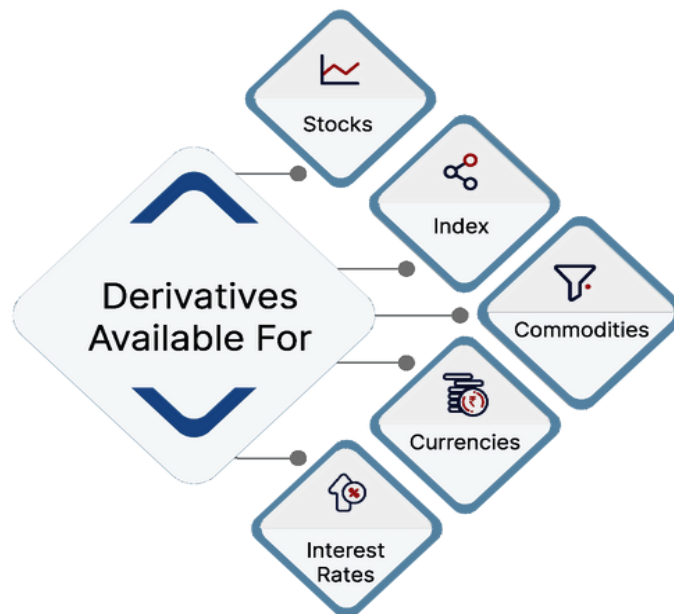 Stocks
Index
Derivatives
Available For
Commodities
Currencies
Interest
Rates